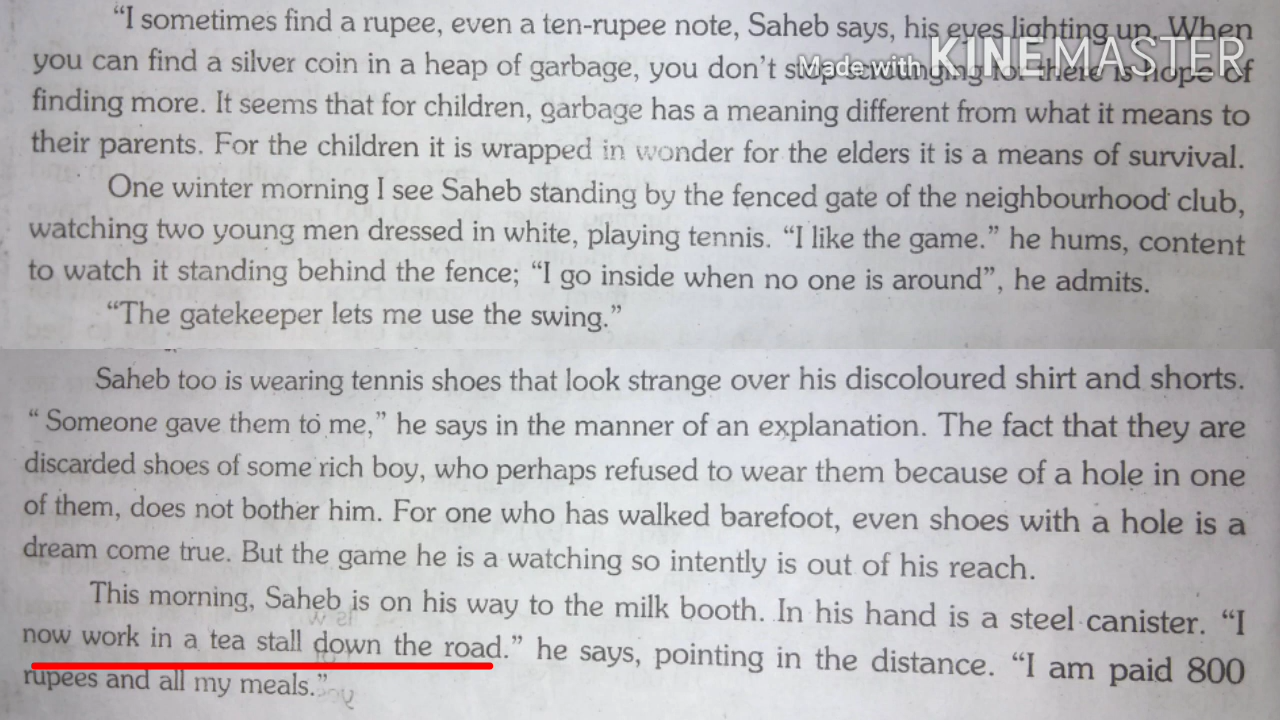 “I sometimes find a rupee, even a ten-rupee note, Saheb says, his eyes lighting up. When
Made with KINEMASTER
you can find a silver coin in a heap of garbage, you don’t stop scrounging for there is hope of
finding more. It seems that for children, garbage has a meaning different from what it means to
their parents. For the children it is wrapped in wonder for the elders it is a means of survival.
One winter morning I see Saheb standing by the fenced gate of the neighbourhood club,
watching two young men dressed in white, playing tennis. “I like the game.” he hums, content
to watch it standing behind the fence; “I go inside when no one is around”, he admits.
“The gatekeeper lets me use the swing.”
Saheb too is wearing tennis shoes that look strange over his discoloured shirt and shorts.
“ Someone gave them to me,” he says in the manner of an explanation. The fact that they are
discarded shoes of some rich boy, who perhaps refused to wear them because of a hole in one
of them, does not bother him. For one who has walked barefoot, even shoes with a hole is a
dream come true. But the game he is a watching so intently is out of his reach.
This morning, Saheb is on his way to the milk booth. In his hand is a steel canister. “I
now work in a tea stall down the road.” he says, pointing in the distance. “I am paid 800
rupees and all my meals.”